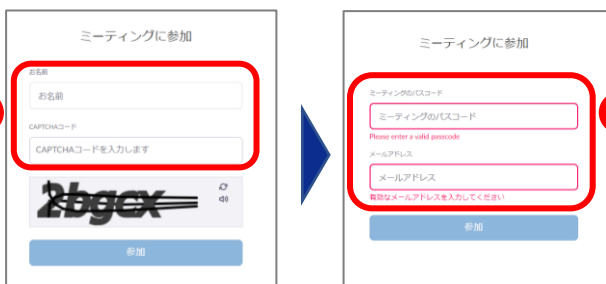 ミーティングに参加
お名前
お名前
CAPTCHAコード
CAPTCHAコードを入力します
2bgcx
参加
ミーティングに参加
ミーティングのパスコード
ミーティングのパスコード
Please enter a valid passcode
メールアドレス
メールアドレス
有効なメールアドレスを入力してください
参加